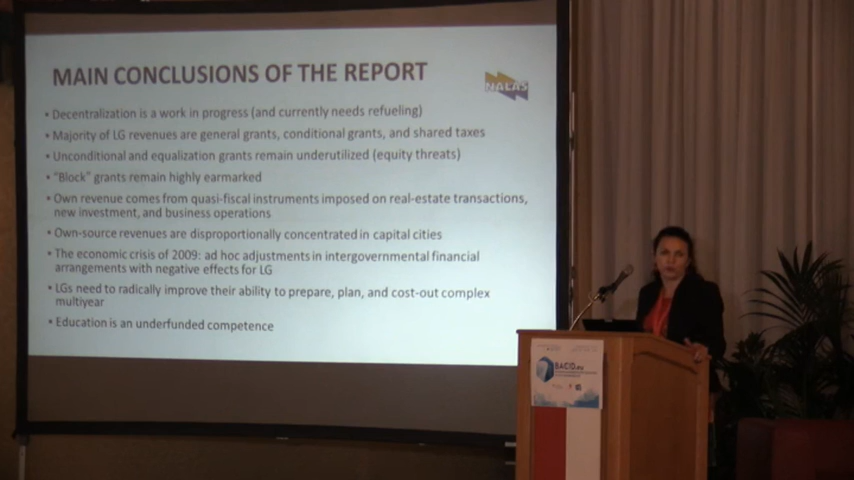 MAIN CONCLUSIONS OF THE REPORT
NALAS
• Decentralization is a work in progress (and currently needs refueling)
• Majority of LG revenues are general grants, conditional grants, and shared taxes
• Unconditional and equalization grants remain underutilized (equity threats)
• "Block" grants remain highly earmarked
• Own revenue comes from quasi-fiscal instruments imposed on real-estate transactions,
new investment, and business operations
• Own-source revenues are disproportionally concentrated in capital cities
• The economic crisis of 2009: ad hoc adjustments in intergovernmental financial
arrangements with negative effects for LG
• LGs need to radically improve their ability to prepare, plan, and cost-out complex
multiyear
• Education is an underfunded competence